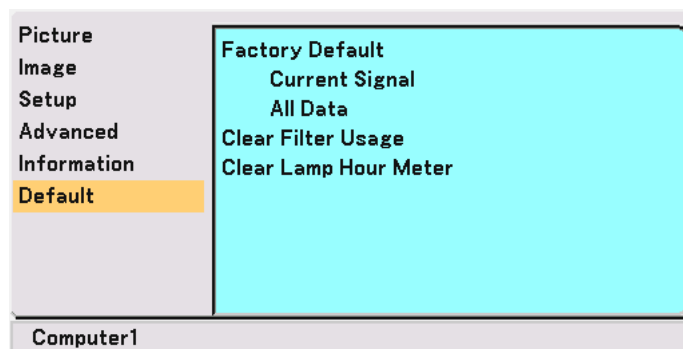 Picture
Image
Setup
Advanced
Information
Default
Factory Default
Current Signal
All Data
Clear Filter Usage
Clear Lamp Hour Meter
Computer1